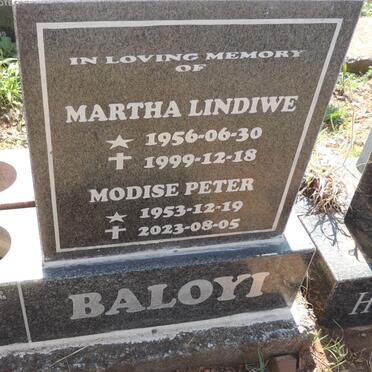 IN LOVING MEMORY
OF
MARTHA LINDIWE
★ 1956-06-30
✝ 1999-12-18
MODISE PETER
★ 1953-12-19
✝ 2023-08-05
BALOYI
H